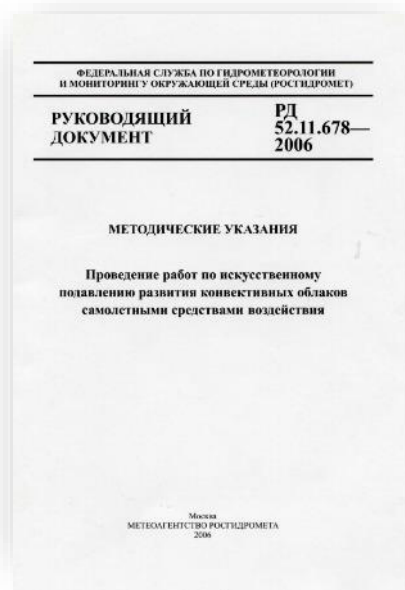 ФЕДЕРАЛЬНАЯ СЛУЖБА ПО ГИДРОМЕТЕОРОЛОГИИ
И МОНИТОРИНГУ ОКРУЖАЮЩЕЙ СРЕДЫ (РОСГИДРОМЕТ)
РУКОВОДЯЩИЙ
ДОКУМЕНТ
РД
52.11.678—
2006
МЕТОДИЧЕСКИЕ УКАЗАНИЯ
Проведение работ по искусственному
подавлению развития конвективных облаков
самолетными средствами воздействия
Москва
МЕТЕОАГЕНТСТВО РОСГИДРОМЕТА
2006